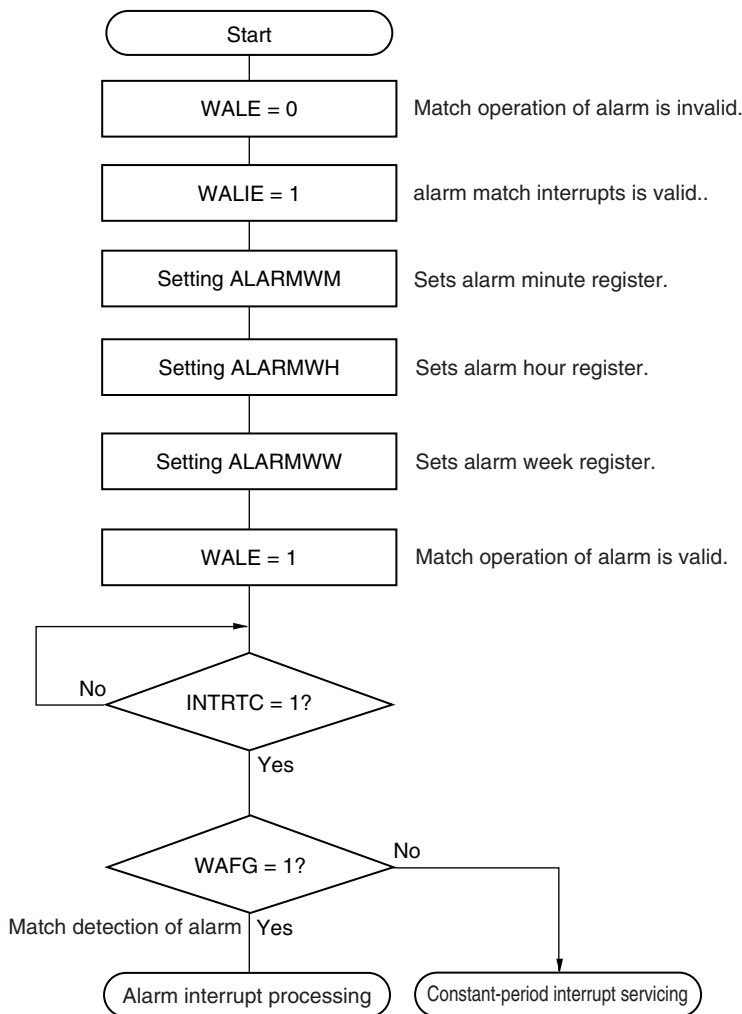 Start
WALE = 0
Match operation of alarm is invalid.
WALIE = 1
alarm match interrupts is valid..
Setting ALARMWM
Sets alarm minute register.
Setting ALARMWH
Sets alarm hour register.
Setting ALARMWW
Sets alarm week register.
WALE = 1
Match operation of alarm is valid.
No
INTRTC = 1?
Yes
WAFG = 1?
No
Match detection of alarm
Yes
Alarm interrupt processing
Constant-period interrupt servicing